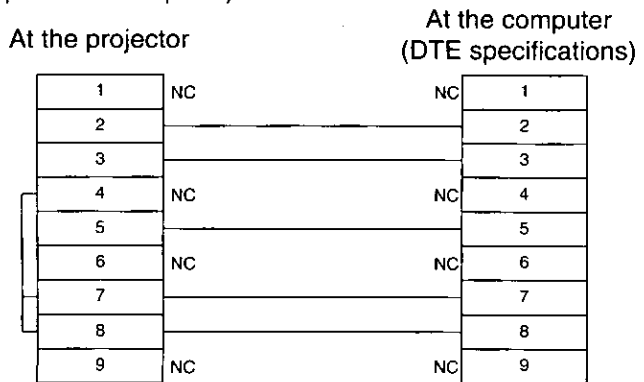 At the projector
At the computer
(DTE specifications)
1 NC NC 1
2 2
3 3
4 NC NC 4
5 5
6 NC NC 6
7 7
8 8
9 NC NC 9